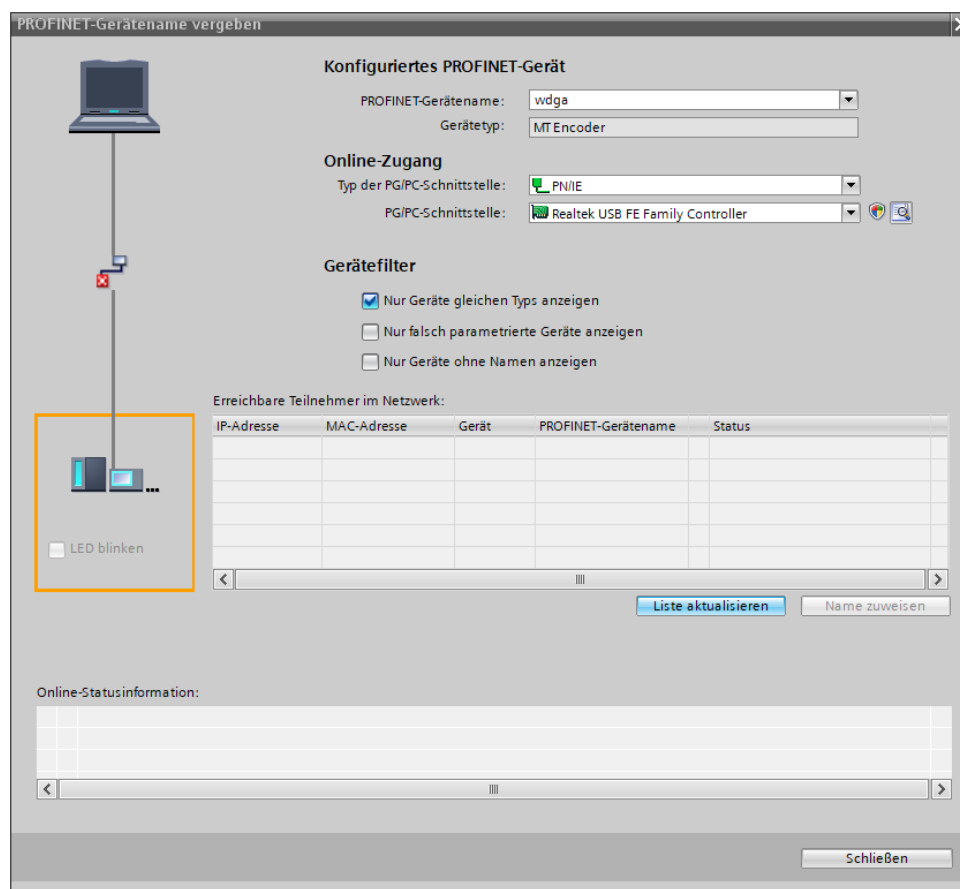 PROFINET-Gerätename vergeben
Konfiguriertes PROFINET-Gerät
PROFINET-Gerätename: wdga
Gerätetyp: MT Encoder
Online-Zugang
Typ der PG/PC-Schnittstelle: PN/IE
PG/PC-Schnittstelle: Realtek USB FE Family Controller
Gerätefilter
Nur Geräte gleichen Typs anzeigen
Nur falsch parametrierte Geräte anzeigen
Nur Geräte ohne Namen anzeigen
Erreichbare Teilnehmer im Netzwerk:
IP-Adresse MAC-Adresse Gerät PROFINET-Gerätename Status
LED blinken
Liste aktualisieren Name zuweisen
Online-Statusinformation:
Schließen